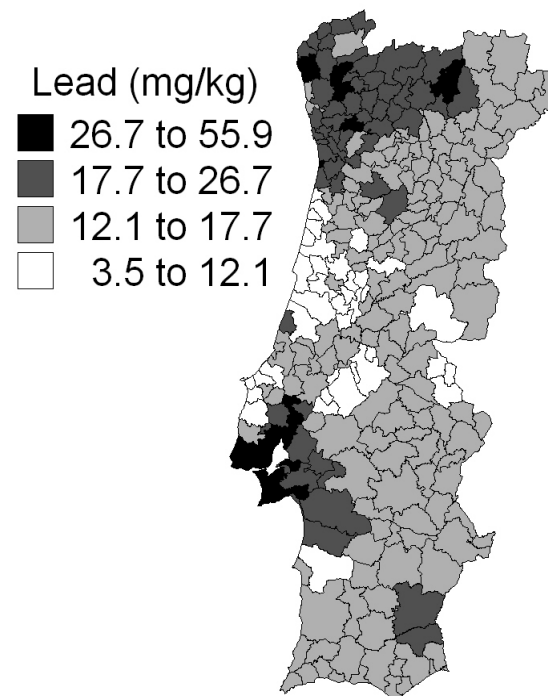 Lead (mg/kg)
26.7 to 55.9
17.7 to 26.7
12.1 to 17.7
3.5 to 12.1